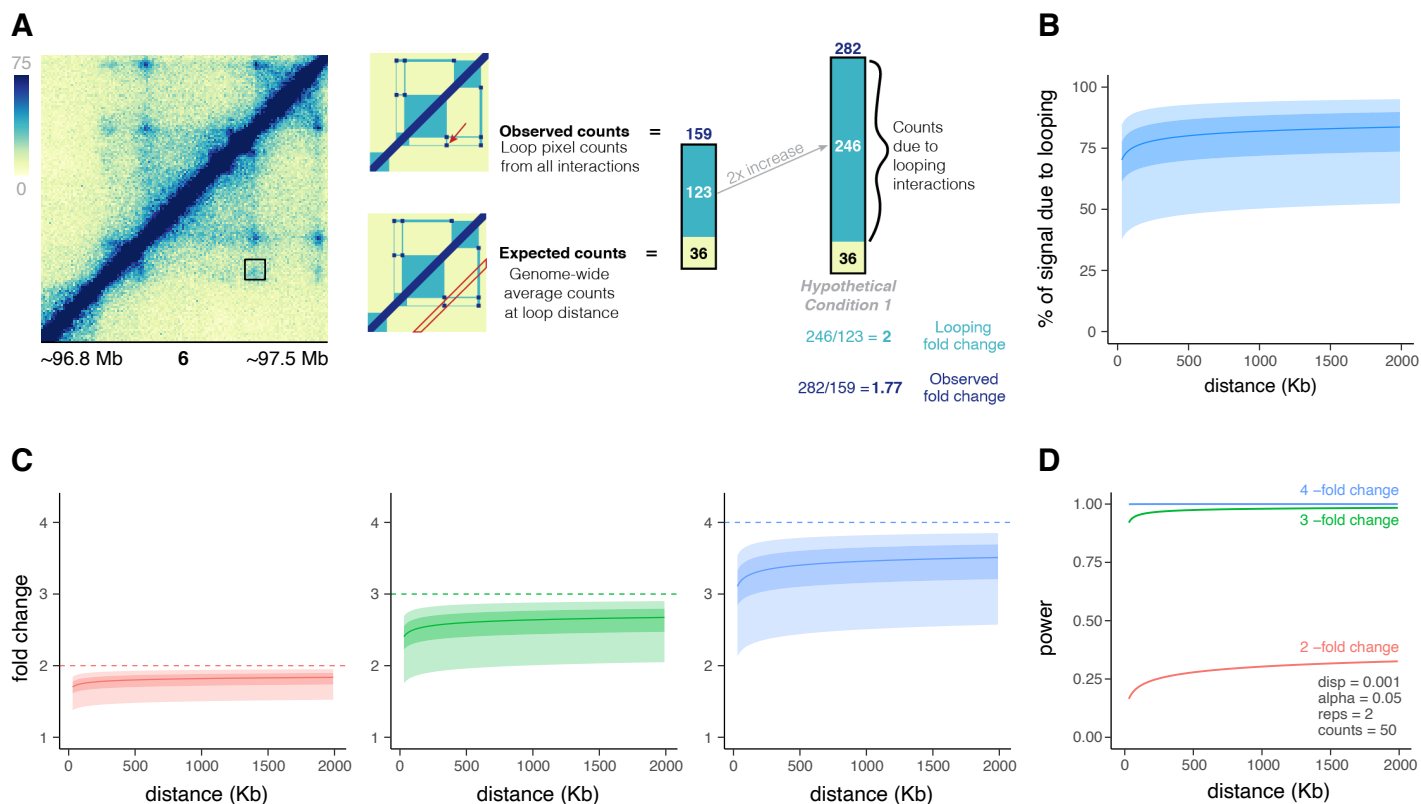 A
75
0
~96.8 Mb 6 ~97.5 Mb
Observed counts =
Loop pixel counts
from all interactions
Expected counts =
Genome-wide
average counts
at loop distance
159
123
36
2x increase
282
246
36
Counts
due to
looping
interactions
Hypothetical
Condition 1
246/123 = 2
Looping
fold change
282/159 =1.77
Observed
fold change
B
% of signal due to looping
100
75
50
25
0
0 500 1000 1500 2000
distance (Kb)
C
fold change
4
3
2
1
0 500 1000 1500 2000
distance (Kb)
4
3
2
1
0 500 1000 1500 2000
distance (Kb)
4
3
2
1
0 500 1000 1500 2000
distance (Kb)
D
power
1.00
0.75
0.50
0.25
0.00
4 −fold change
3 −fold change
2 −fold change
disp = 0.001
alpha = 0.05
reps = 2
counts = 50
0 500 1000 1500 2000
distance (Kb)